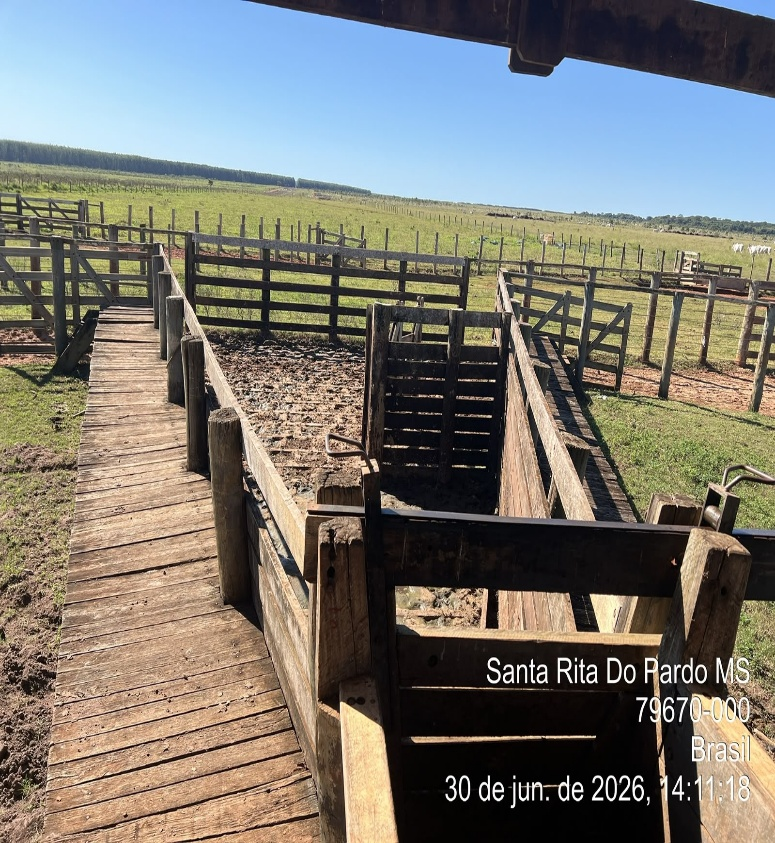 Santa Rita Do Pardo MS
79670-000
Brasil
30 de jun. de 2026, 14:11:18